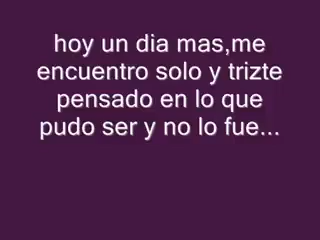 hoy un dia mas,me
encuentro solo y trizte
pensado en lo que
pudo ser y no lo fue...